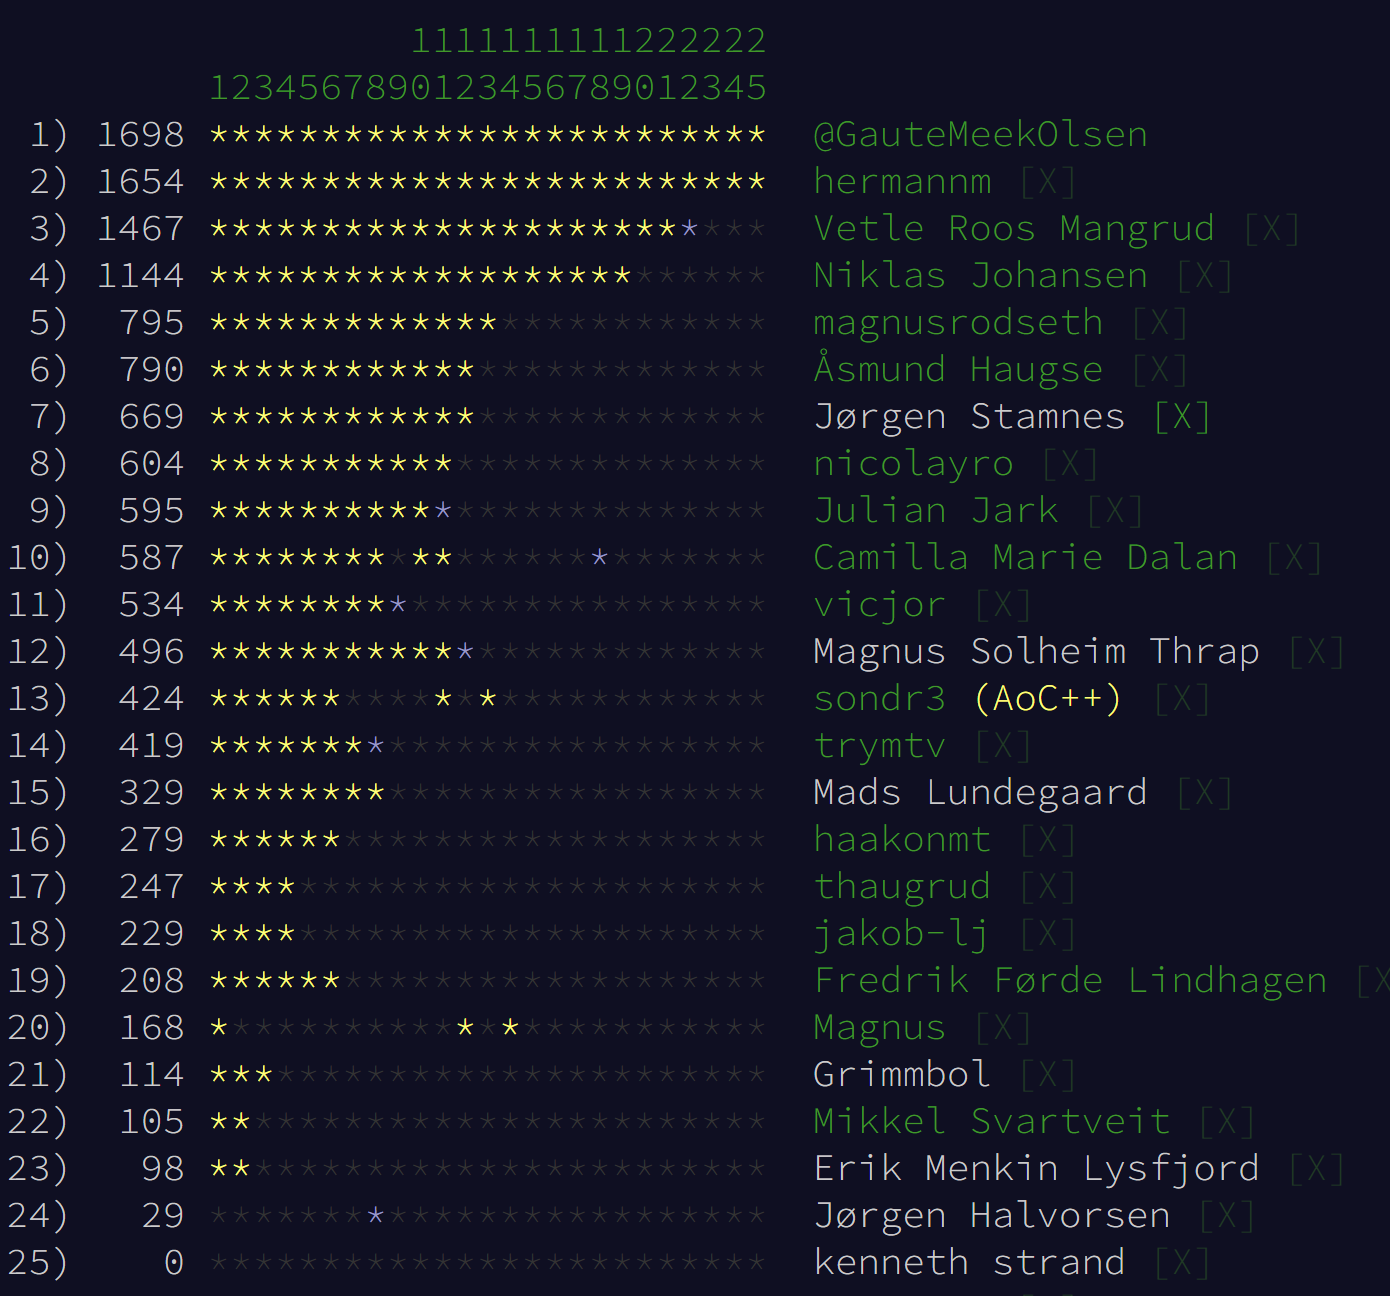 1111111111222222
1234567890123456789012345
1) 1698 ************************* @GauteMeekOlsen
2) 1654 ************************* hermannm [X]
3) 1467 ************************* Vetle Roos Mangrud [X]
4) 1144 ************************* Niklas Johansen [X]
5) 795 ************************* magnusrodseth [X]
6) 790 ************************* Åsmund Haugse [X]
7) 669 ************************* Jørgen Stamnes [X]
8) 604 ************************* nicolayro [X]
9) 595 ************************* Julian Jark [X]
10) 587 ************************* Camilla Marie Dalan [X]
11) 534 ************************* vicjor [X]
12) 496 ************************* Magnus Solheim Thrap [X]
13) 424 ************************* sondr3 (AoC++) [X]
14) 419 ************************* trymtv [X]
15) 329 ************************* Mads Lundegaard [X]
16) 279 ************************* haakonmt [X]
17) 247 ************************* thaugrud [X]
18) 229 ************************* jakob-lj [X]
19) 208 ************************* Fredrik Førde Lindhagen [X
20) 168 ************************* Magnus [X]
21) 114 ************************* Grimmbol [X]
22) 105 ************************* Mikkel Svartveit [X]
23) 98 ************************* Erik Menkin Lysfjord [X]
24) 29 ************************* Jørgen Halvorsen [X]
25) 0 ************************* kenneth strand [X]